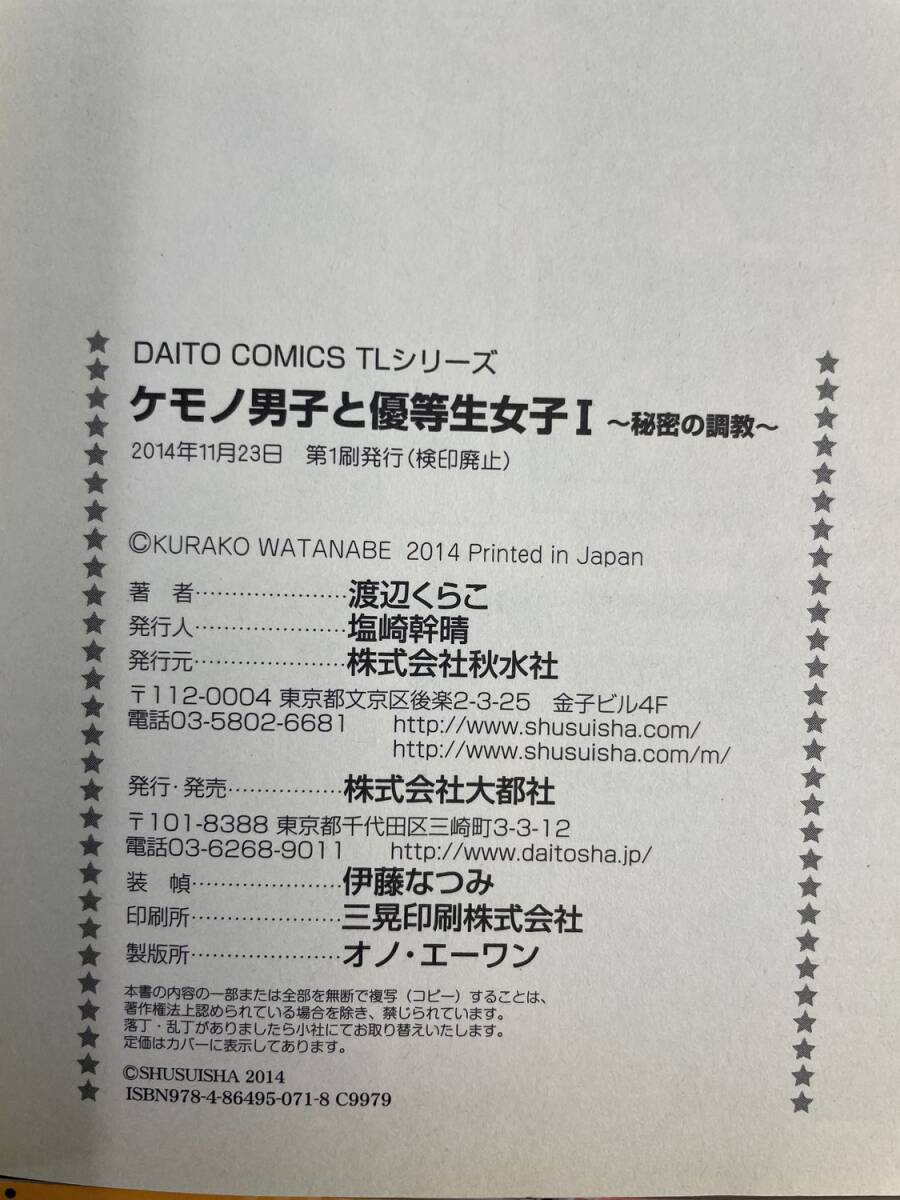 DAITO COMICS TLシリーズ
ケモノ男子と優等生女子Ⅰ ～秘密の調教～
2014年11月23日 第1刷発行(検印廃止)
©KURAKO WATANABE 2014 Printed in Japan
著 者…………………渡辺くらこ
発行人…………………塩崎幹晴
発行元…………………株式会社秋水社
〒112-0004 東京都文京区後楽2-3-25 金子ビル4F
電話03-5802-6681 http://www.shusuisha.com/
http://www.shusuisha.com/m/
発行・発売……………株式会社大都社
〒101-8388 東京都千代田区三崎町3-3-12
電話03-6268-9011 http://www.daitosha.jp/
装 幀…………………伊藤なつみ
印刷所…………………三晃印刷株式会社
製版所…………………オノ・エーワン
本書の内容の一部または全部を無断で複写(コピー)することは、
著作権法上認められている場合を除き、禁じられています。
落丁・乱丁がありましたら小社にてお取り替えいたします。
定価はカバーに表示してあります。
©SHUSUISHA 2014
ISBN978-4-86495-071-8 C9979